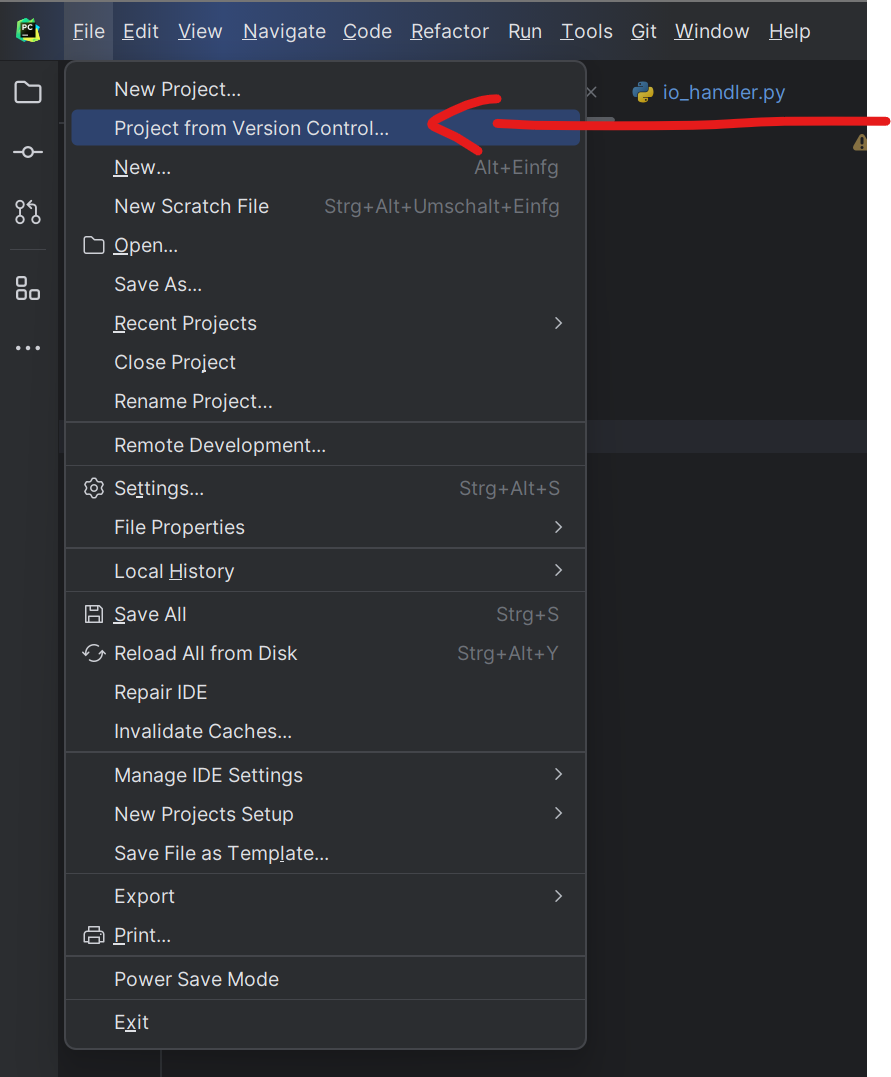 PC
File Edit View Navigate Code Refactor Run Tools Git Window Help
io_handler.py
New Project...
Project from Version Control...
New... Alt+Einfg
New Scratch File Strg+Alt+Umschalt+Einfg
Open...
Save As...
Recent Projects
Close Project
Rename Project...
Remote Development...
Settings... Strg+Alt+S
File Properties
Local History
Save All Strg+S
Reload All from Disk Strg+Alt+Y
Repair IDE
Invalidate Caches...
Manage IDE Settings
New Projects Setup
Save File as Template...
Export
Print...
Power Save Mode
Exit